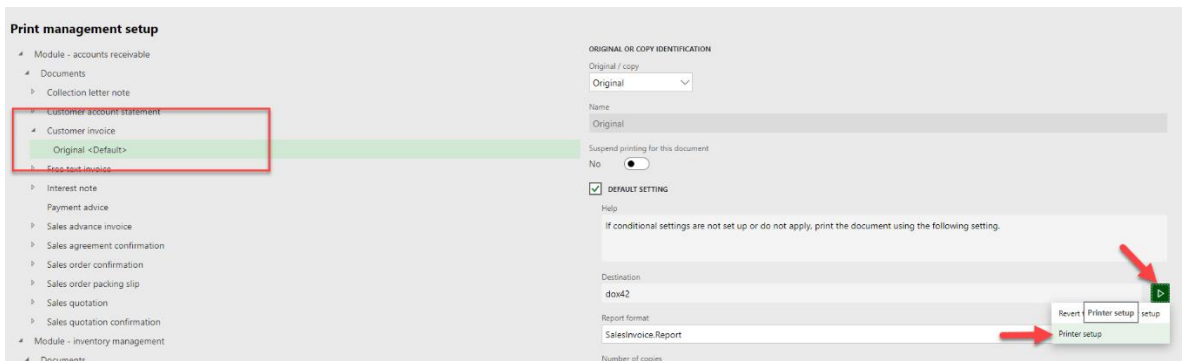 Print management setup
Module - accounts receivable
Documents
Collection letter note
Customer account statement
Customer invoice
Original <Default>
Free text invoice
Interest note
Payment advice
Sales advance invoice
Sales agreement confirmation
Sales order confirmation
Sales order packing slip
Sales quotation
Sales quotation confirmation
Module - inventory management
Documents
ORIGINAL OR COPY IDENTIFICATION
Original / copy
Original
Name
Original
Suspend printing for this document
No
DEFAULT SETTING
Help
If conditional settings are not set up or do not apply, print the document using the following setting.
Destination
dox42
Revert Printer setup setup
Printer setup
Report format
SalesInvoice.Report
Number of copies